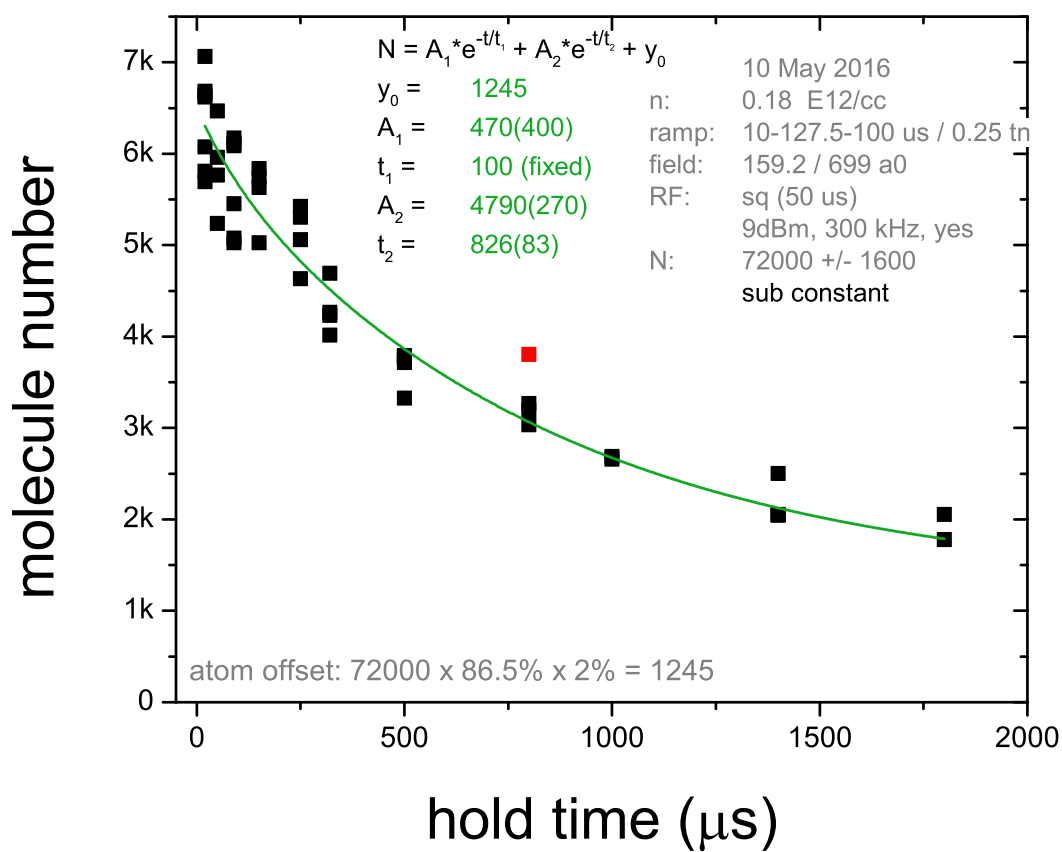 N = A₁*e^-t/t₁ + A₂*e^-t/t₂ + y₀
y₀ = 1245
A₁ = 470(400)
t₁ = 100 (fixed)
A₂ = 4790(270)
t₂ = 826(83)
10 May 2016
n: 0.18 E12/cc
ramp: 10-127.5-100 us / 0.25 tn
field: 159.2 / 699 a0
RF: sq (50 us)
9dBm, 300 kHz, yes
N: 72000 +/- 1600
sub constant
7k
6k
5k
4k
3k
2k
1k
0
molecule number
atom offset: 72000 x 86.5% x 2% = 1245
0 500 1000 1500 2000
hold time (μs)